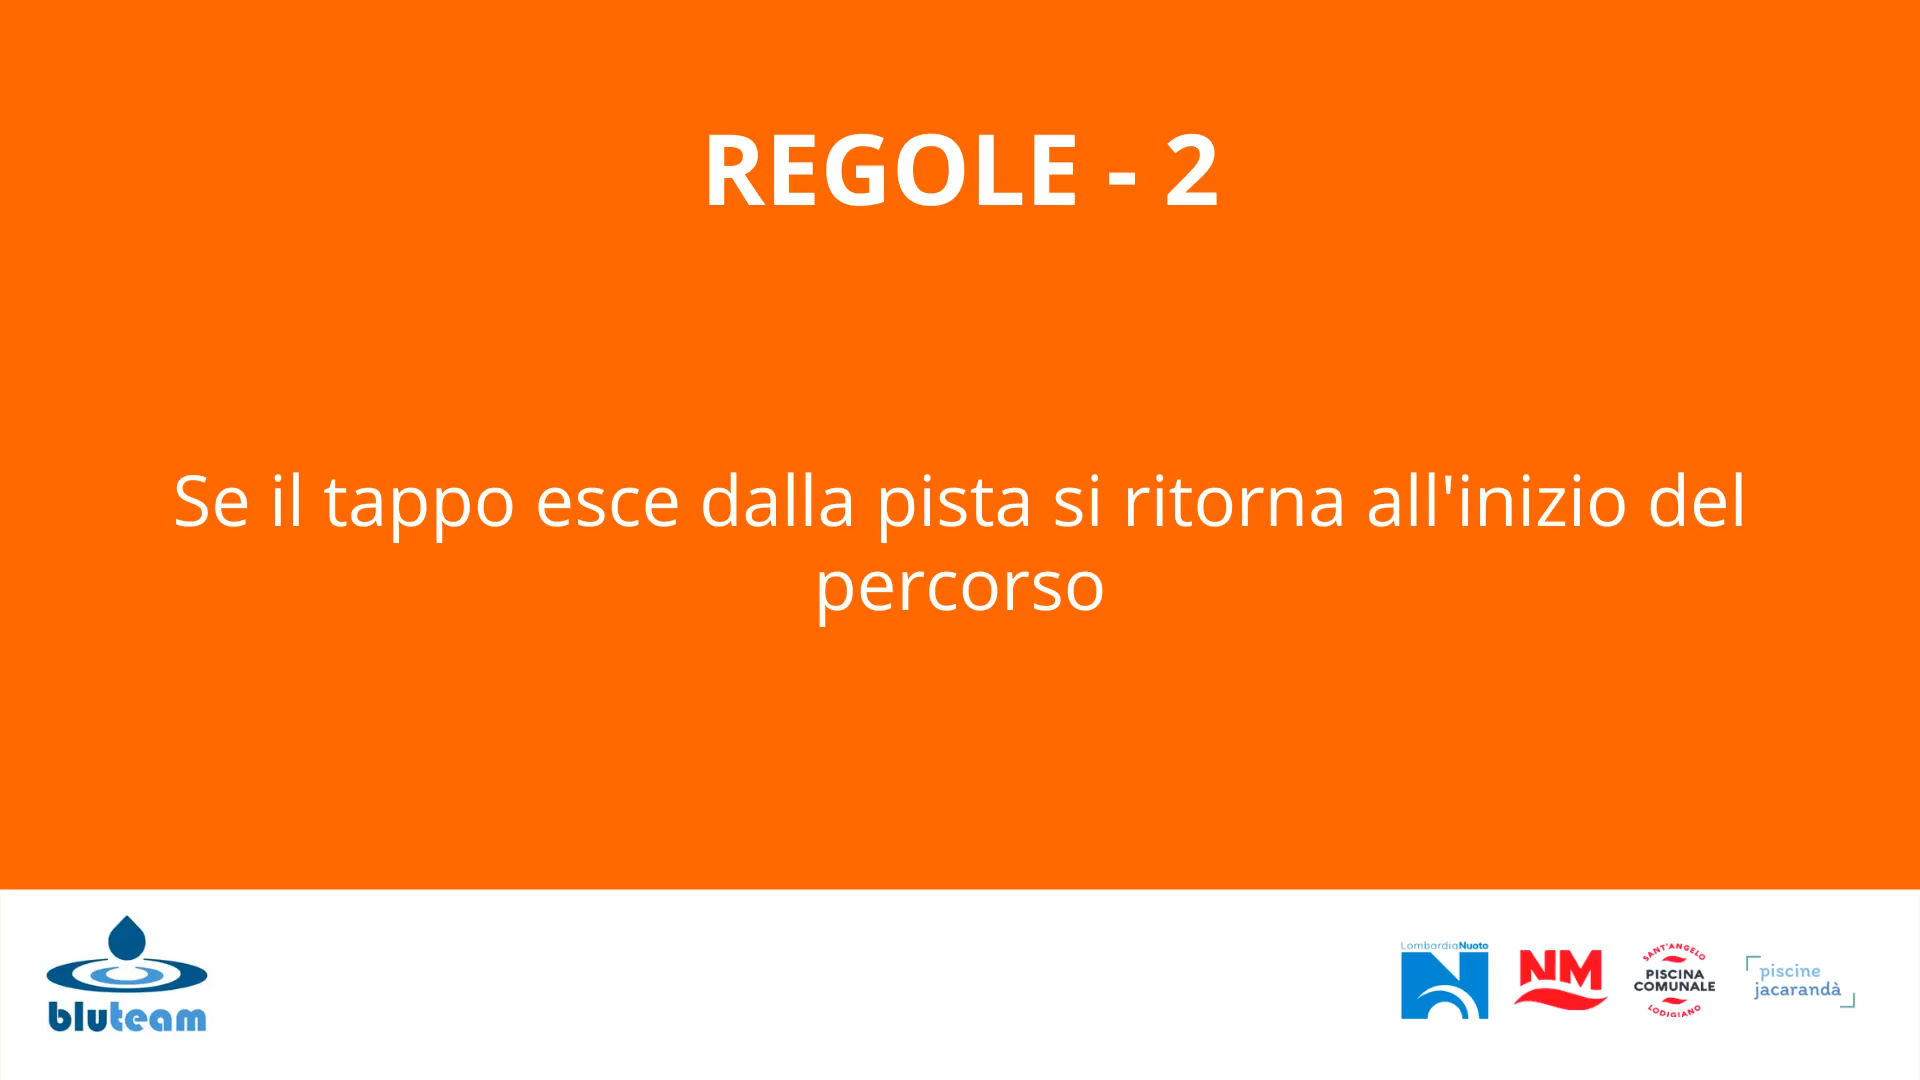 REGOLE - 2
Se il tappo esce dalla pista si ritorna all'inizio del
percorso
bluteam
LombardiaNuoto
NM
SANT'ANGELO
PISCINA
COMUNALE
LODIGIANO
piscine
jacarandà